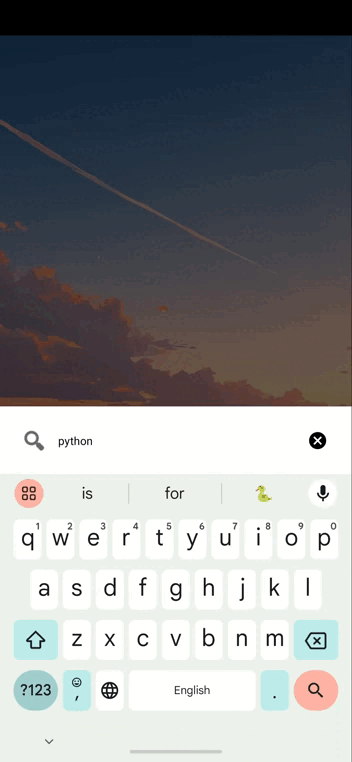 python
is for
q1 w2 e3 r4 t5 y6 u7 i8 o9 p0
a s d f g h j k l
z x c v b n m
?123 , English .